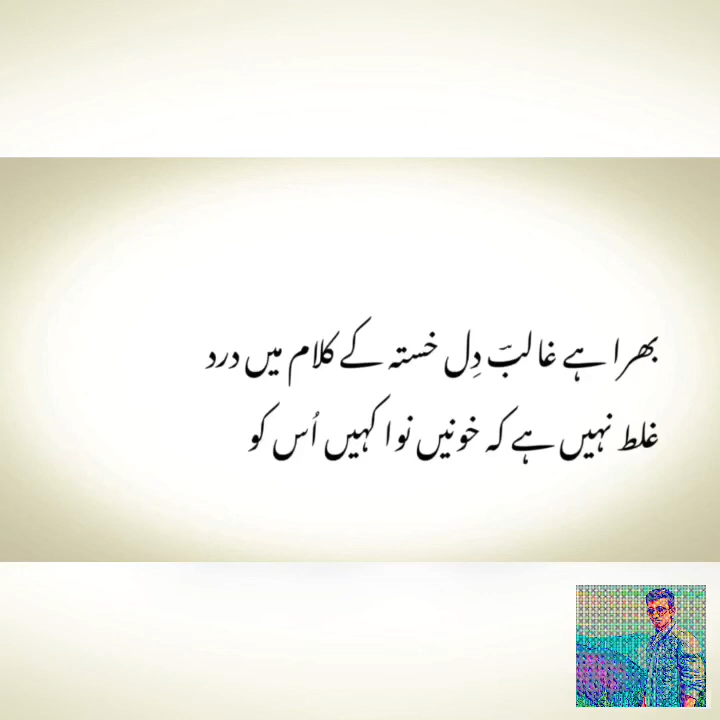 بھرا ہے غالبؔ دِل خستہ کے کلام میں درد
غلط نہیں ہے کہ خونیں نوا کہیں اُس کو